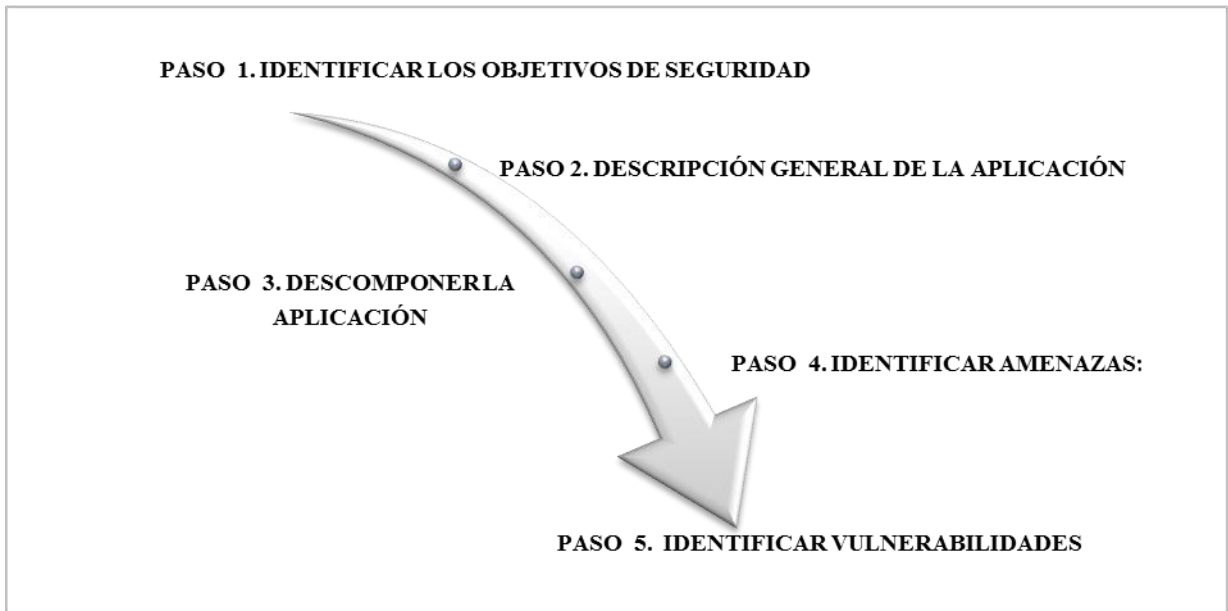 PASO 1. IDENTIFICAR LOS OBJETIVOS DE SEGURIDAD
PASO 2. DESCRIPCIÓN GENERAL DE LA APLICACIÓN
PASO 3. DESCOMPONER LA
APLICACIÓN
PASO 4. IDENTIFICAR AMENAZAS:
PASO 5. IDENTIFICAR VULNERABILIDADES